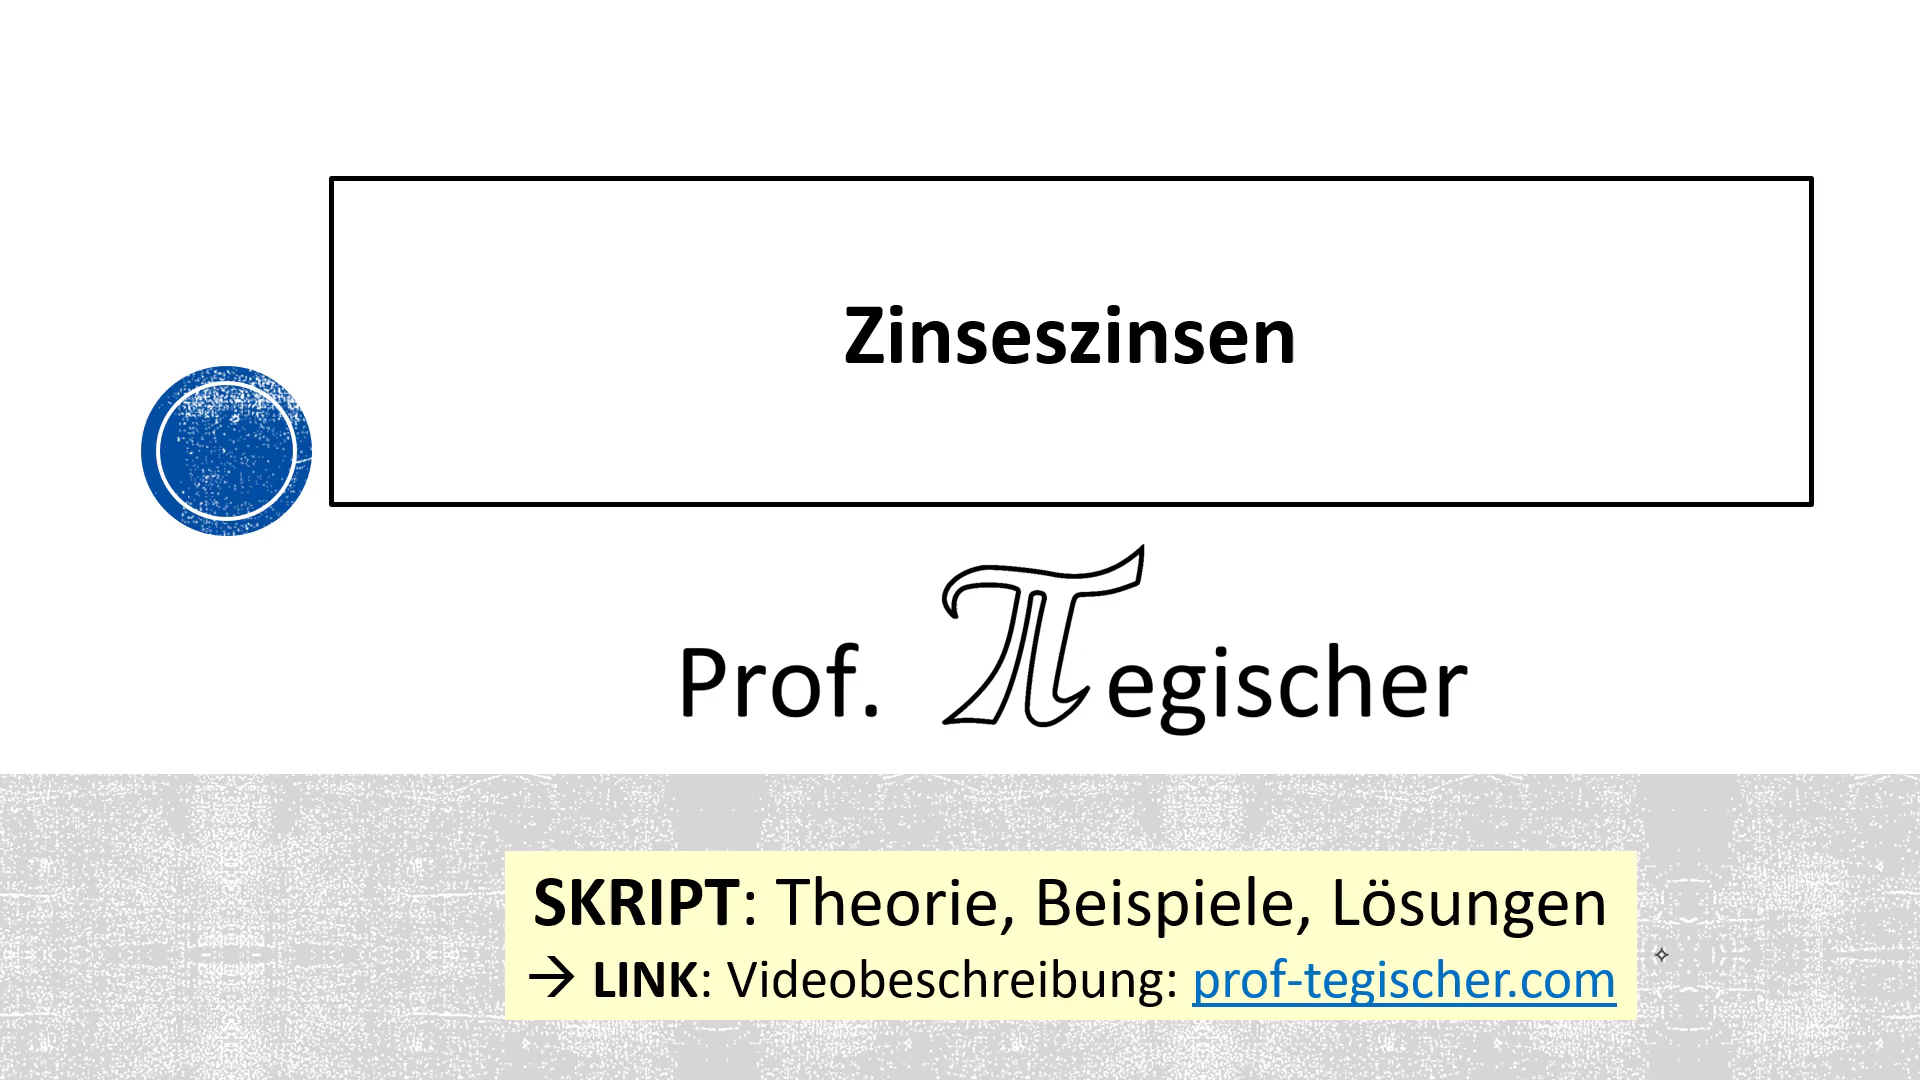 Zinseszinsen
Prof. πegischer
SKRIPT: Theorie, Beispiele, Lösungen
→ LINK: Videobeschreibung: prof-tegischer.com